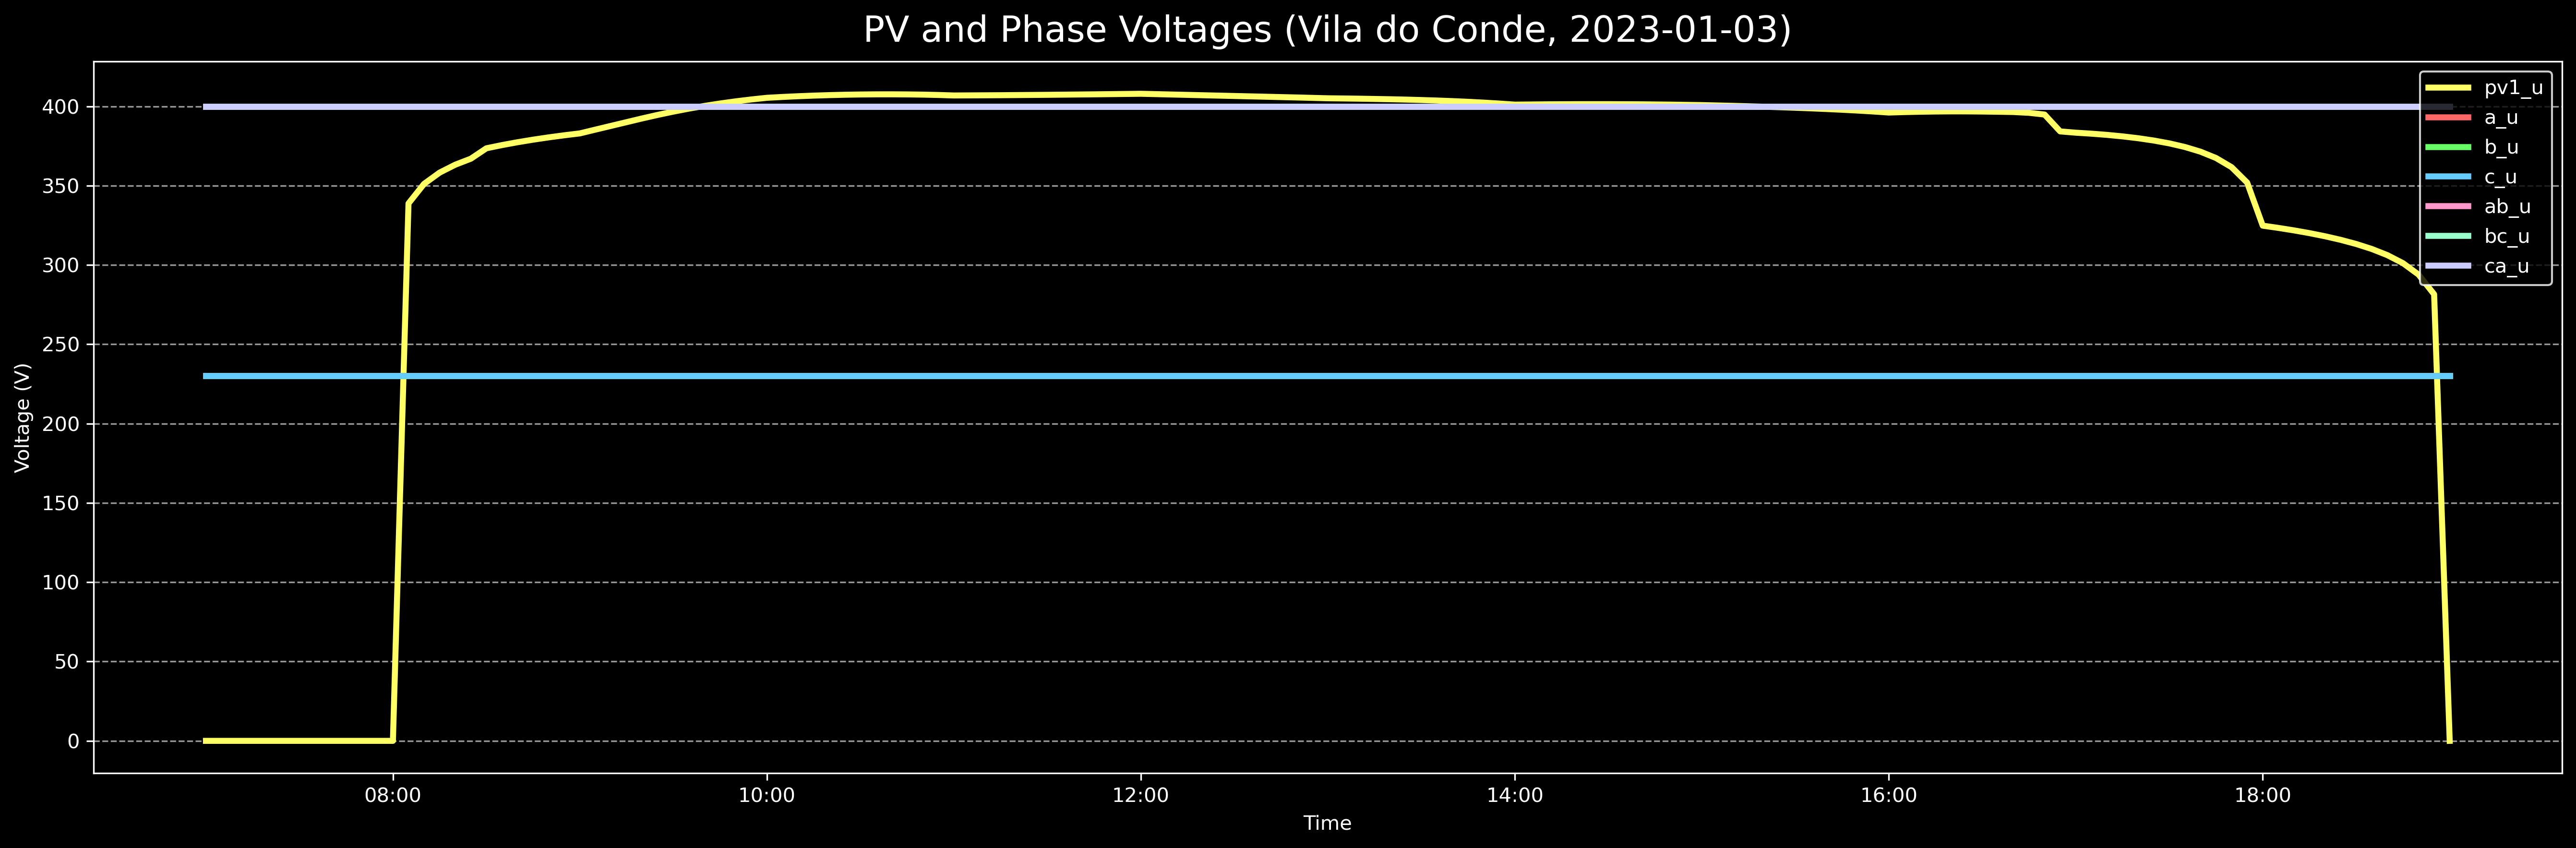 PV and Phase Voltages (Vila do Conde, 2023-01-03)
pv1_u
a_u
b_u
c_u
ab_u
bc_u
ca_u
Voltage (V)
400
350
300
250
200
150
100
50
0
08:00 10:00 12:00 14:00 16:00 18:00
Time